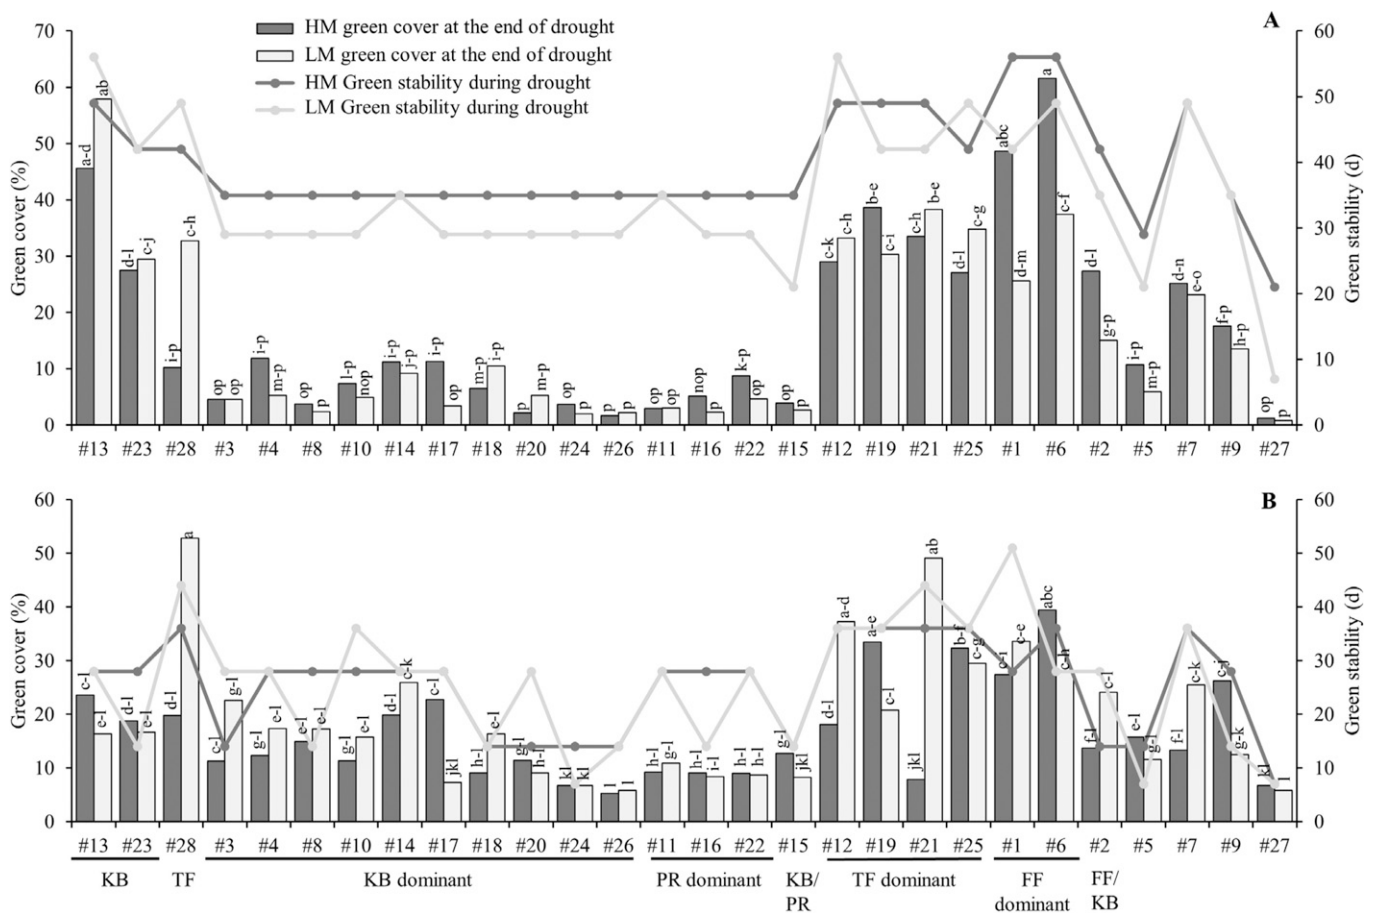 A
HM green cover at the end of drought
LM green cover at the end of drought
HM Green stability during drought
LM Green stability during drought
Green cover (%)
70
60
50
40
30
20
10
0
a-d ab d-l c-j i-p c-h op op i-p m-p op p l-p nop i-p j-p i-p op m-p i-p p m-p op p p p op op nop p k-p op op p c-k c-h b-e c-i c-h b-e d-l c-g abc d-m a c-f d-l g-p i-p m-p d-n e-o f-p h-p op p
60
50
40
30
20
10
0
Green stability (d)
#13 #23 #28 #3 #4 #8 #10 #14 #17 #18 #20 #24 #26 #11 #16 #22 #15 #12 #19 #21 #25 #1 #6 #2 #5 #7 #9 #27
B
Green cover (%)
60
50
40
30
20
10
0
c-l e-l d-l e-l d-l a g-l g-l e-l e-l g-l e-l d-l c-k c-l jkl h-l e-l g-l h-l kl kl l l h-l g-l h-l i-l h-l h-l g-l jkl d-l a-d a-e c-l jkl ab b-f c-g c-e abc c-h f-l c-l e-l g-l f-l c-k c-j g-k kl l
60
50
40
30
20
10
0
Green stability (d)
#13 #23 #28 #3 #4 #8 #10 #14 #17 #18 #20 #24 #26 #11 #16 #22 #15 #12 #19 #21 #25 #1 #6 #2 #5 #7 #9 #27
KB TF KB dominant PR dominant KB/ TF dominant FF FF/
PR dominant KB